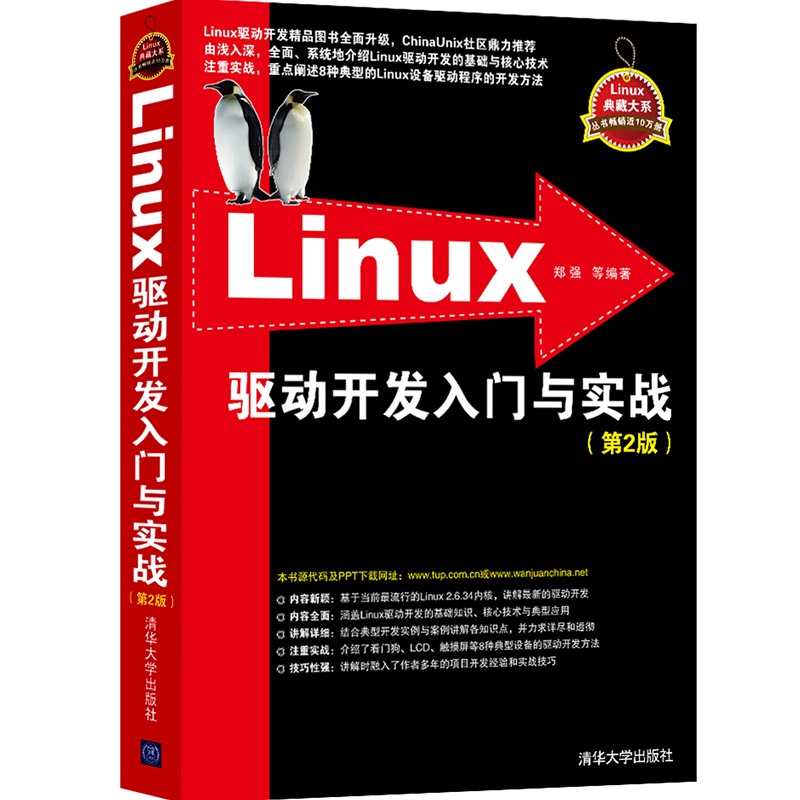 Linux
典藏大系
丛书畅销近10万册
Linux
驱动开发入门与实战
(第2版)
清华大学出版社
Linux驱动开发精品图书全面升级，ChinaUnix社区鼎力推荐
由浅入深，全面、系统地介绍Linux驱动开发的基础与核心技术
注重实战，重点阐述8种典型的Linux设备驱动程序的开发方法
Linux
典藏大系
丛书畅销近10万册
Linux
郑强 等编著
驱动开发入门与实战
(第2版)
本书源代码及PPT下载网址：www.tup.com.cn或www.wanjuanchina.net
内容新颖：基于当前最流行的Linux 2.6.34内核，讲解最新的驱动开发
内容全面：涵盖Linux驱动开发的基础知识、核心技术与典型应用
讲解详细：结合典型开发实例与案例讲解各知识点，并力求详尽和透彻
注重实战：介绍了看门狗、LCD、触摸屏等8种典型设备的驱动开发方法
技巧性强：讲解时融入了作者多年的项目开发经验和实战技巧
清华大学出版社